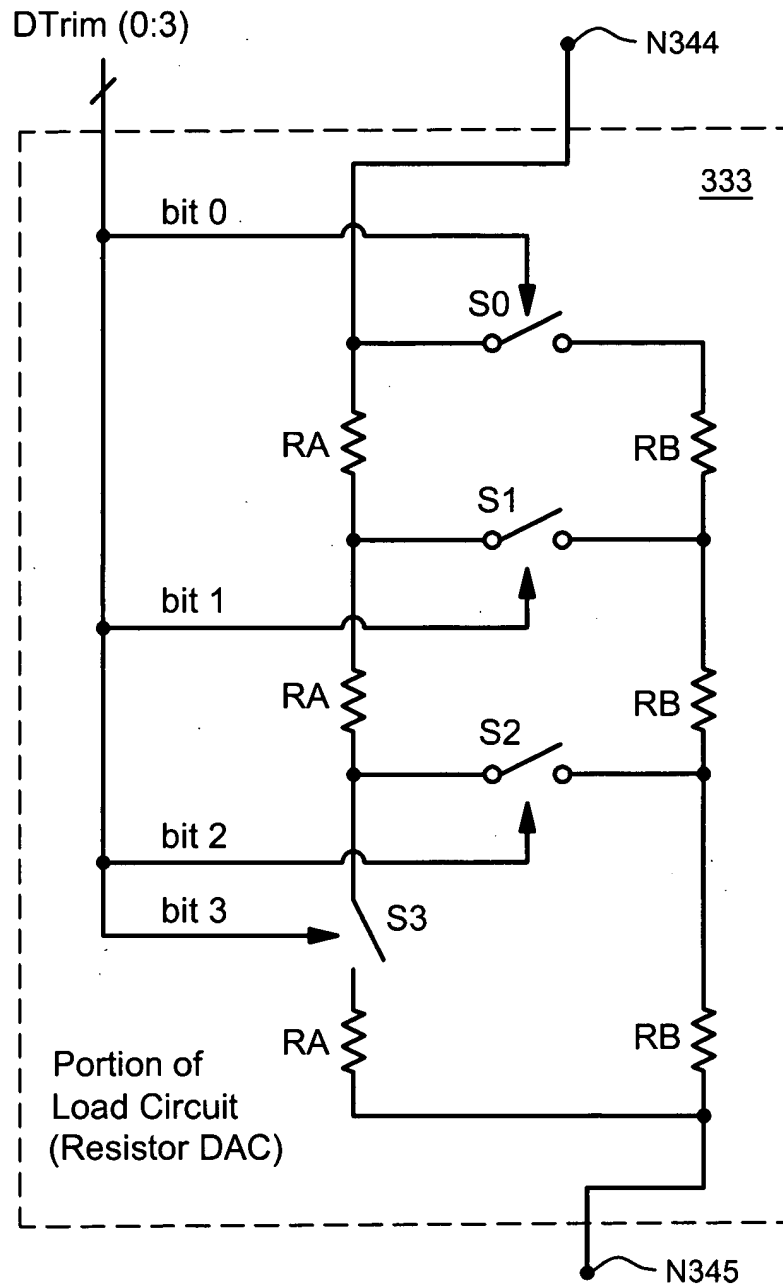 DTrim (0:3)
N344
333
bit 0
S0
RA
RB
S1
bit 1
RA
RB
S2
bit 2
bit 3
S3
RA
RB
Portion of
Load Circuit
(Resistor DAC)
N345